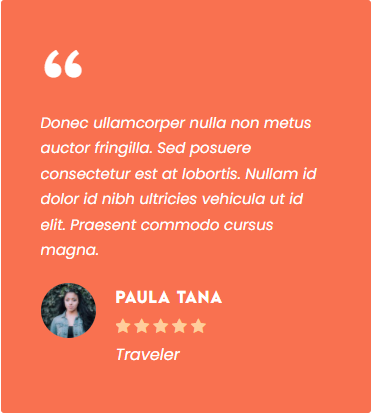 “
Donec ullamcorper nulla non metus
auctor fringilla. Sed posuere
consectetur est at lobortis. Nullam id
dolor id nibh ultricies vehicula ut id
elit. Praesent commodo cursus
magna.
PAULA TANA
Traveler